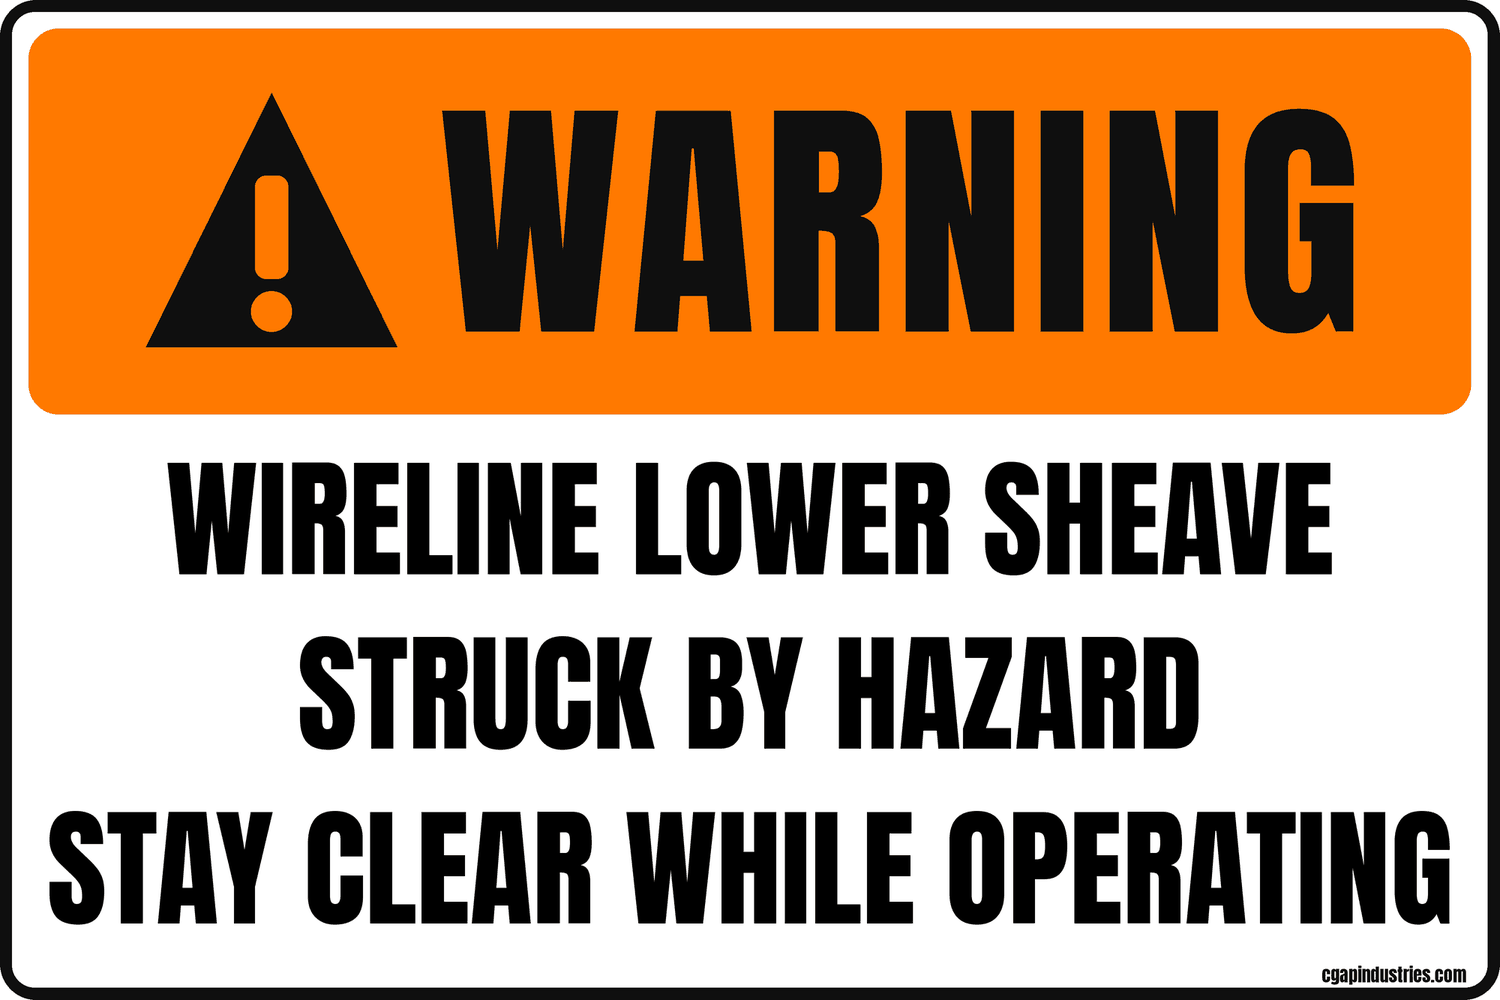 WARNING
WIRELINE LOWER SHEAVE
STRUCK BY HAZARD
STAY CLEAR WHILE OPERATING
cgapindustries.com